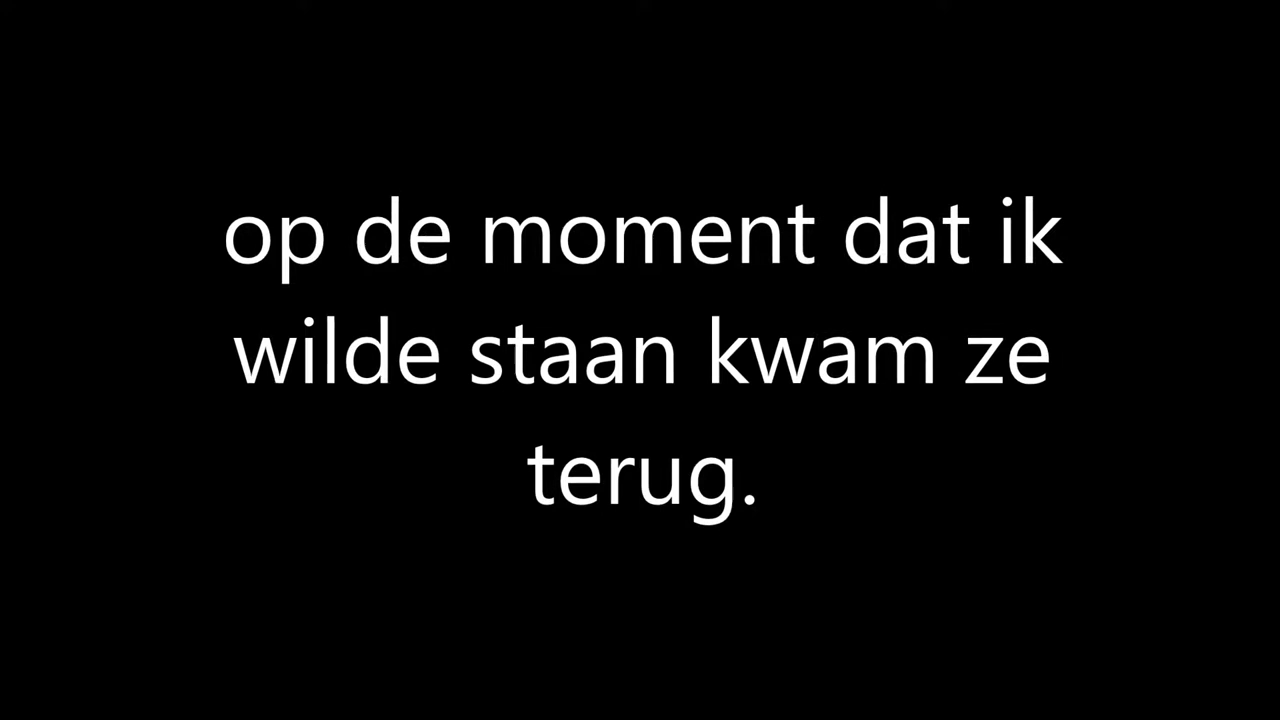 op de moment dat ik
wilde staan kwam ze
terug.